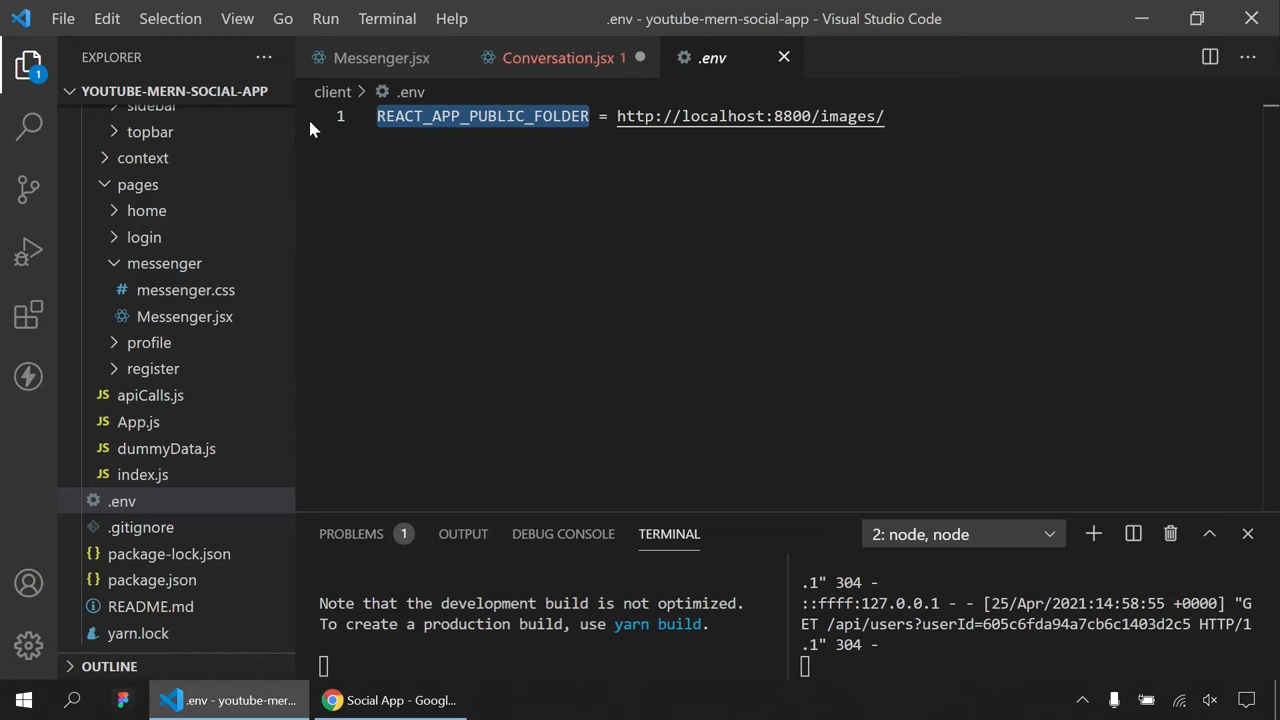 File Edit Selection View Go Run Terminal Help .env - youtube-mern-social-app - Visual Studio Code
EXPLORER
1
Messenger.jsx
Conversation.jsx 1
.env
YOUTUBE-MERN-SOCIAL-APP
client > .env
1 REACT_APP_PUBLIC_FOLDER = http://localhost:8800/images/
sidebar
topbar
context
pages
home
login
messenger
# messenger.css
Messenger.jsx
profile
register
JS apiCalls.js
JS App.js
JS dummyData.js
JS index.js
.env
.gitignore
{} package-lock.json
{} package.json
README.md
yarn.lock
OUTLINE
PROBLEMS 1 OUTPUT DEBUG CONSOLE TERMINAL 2: node, node
Note that the development build is not optimized.
To create a production build, use yarn build.
.1" 304 -
::ffff:127.0.0.1 - - [25/Apr/2021:14:58:55 +0000] "G
ET /api/users?userId=605c6fda94a7cb6c1403d2c5 HTTP/1
.1" 304 -
.env - youtube-mer...
Social App - Googl...